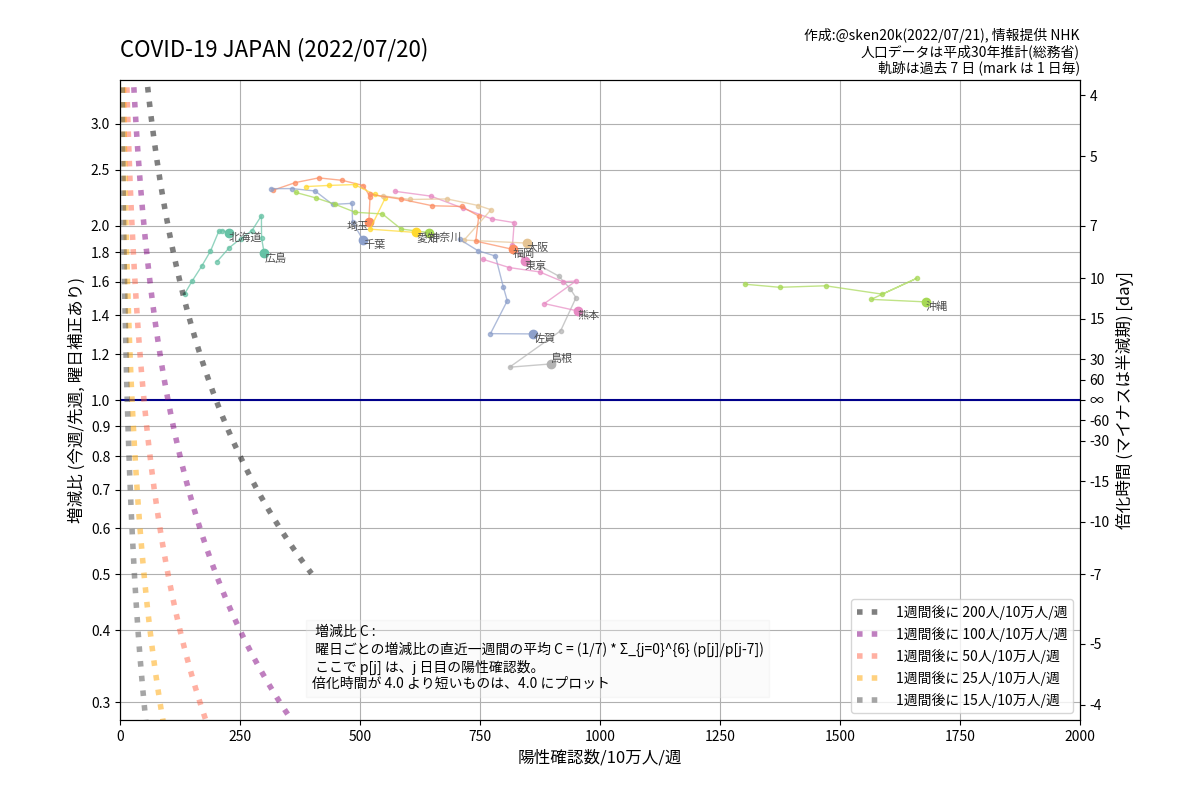 COVID-19 JAPAN (2022/07/20)
作成:@sken20k(2022/07/21), 情報提供 NHK
人口データは平成30年推計(総務省)
軌跡は過去７日 (mark は１日毎)
増減比 (今週/先週, 曜日補正あり)
3.0
2.5
2.0
1.8
1.6
1.4
1.2
1.0
0.9
0.8
0.7
0.6
0.5
0.4
0.3
北海道
広島
埼玉
千葉
愛知
神奈川
福岡
大阪
東京
熊本
佐賀
島根
沖縄
4
5
7
10
15
30
60
∞
-60
-30
-15
-10
-7
-5
-4
倍化時間 (マイナスは半減期) [day]
増減比 C :
曜日ごとの増減比の直近一週間の平均 C = (1/7) * Σ_{j=0}^{6} (p[j]/p[j-7])
ここで p[j] は、j 日目の陽性確認数。
倍化時間が 4.0 より短いものは、4.0 にプロット
1週間後に 200人/10万人/週
1週間後に 100人/10万人/週
1週間後に 50人/10万人/週
1週間後に 25人/10万人/週
1週間後に 15人/10万人/週
0
250
500
750
1000
1250
1500
1750
2000
陽性確認数/10万人/週